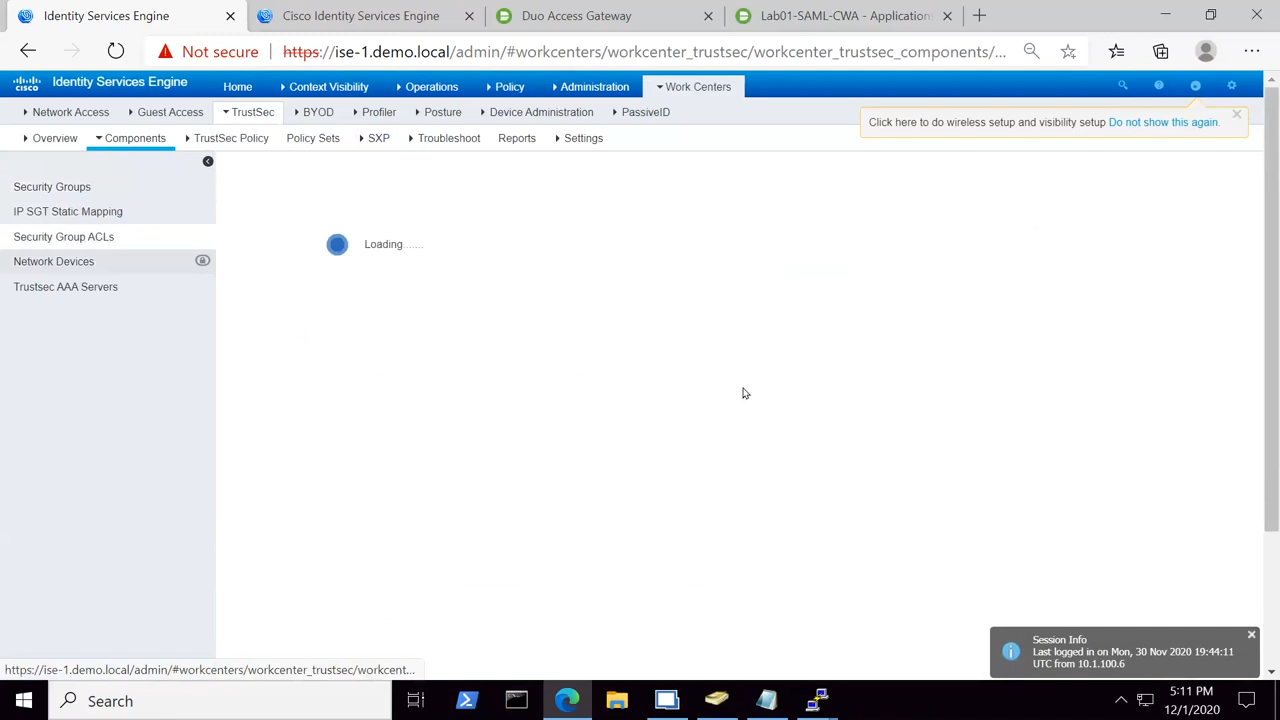 Identity Services Engine
Cisco Identity Services Engine
Duo Access Gateway
Lab01-SAML-CWA - Application
Not secure
https://ise-1.demo.local/admin/#workcenters/workcenter_trustsec/workcenter_trustsec_components/...
cisco
Identity Services Engine
Home
Context Visibility
Operations
Policy
Administration
Work Centers
Network Access
Guest Access
TrustSec
BYOD
Profiler
Posture
Device Administration
PassiveID
Click here to do wireless setup and visibility setup Do not show this again.
Overview
Components
TrustSec Policy
Policy Sets
SXP
Troubleshoot
Reports
Settings
Security Groups
IP SGT Static Mapping
Security Group ACLs
Network Devices
Trustsec AAA Servers
Loading.......
Session Info
Last logged in on Mon, 30 Nov 2020 19:44:11
UTC from 10.1.100.6
https://ise-1.demo.local/admin/#workcenters/workcenter_trustsec/workcent...
Search
5:11 PM
12/1/2020